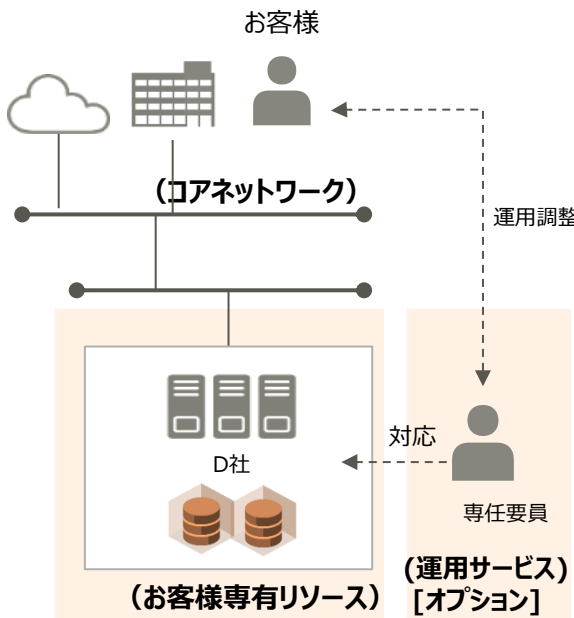 お客様
（コアネットワーク）
運用調整
対応
D社
専任要員
（お客様専有リソース）
(運用サービス)
[オプション]